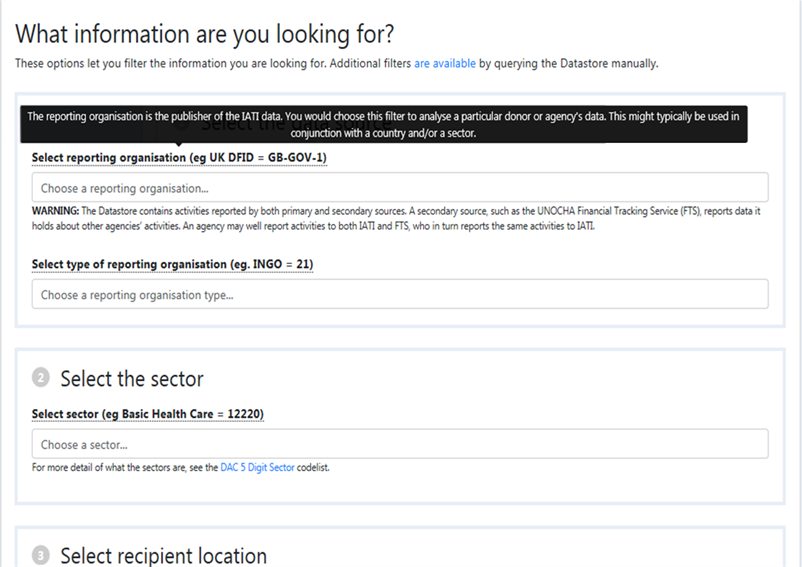 What information are you looking for?
These options let you filter the information you are looking for. Additional filters are available by querying the Datastore manually.
The reporting organisation is the publisher of the IATI data. You would choose this filter to analyse a particular donor or agency's data. This might typically be used in
conjunction with a country and/or a sector.
Select the data source
Select reporting organisation (eg UK DFID = GB-GOV-1)
Choose a reporting organisation...
WARNING: The Datastore contains activities reported by both primary and secondary sources. A secondary source, such as the UNOCHA Financial Tracking Service (FTS), reports data it
holds about other agencies' activities. An agency may well report activities to both IATI and FTS, who in turn reports the same activities to IATI.
Select type of reporting organisation (eg. INGO = 21)
Choose a reporting organisation type...
2 Select the sector
Select sector (eg Basic Health Care = 12220)
Choose a sector...
For more detail of what the sectors are, see the DAC 5 Digit Sector codelist.
3 Select recipient location